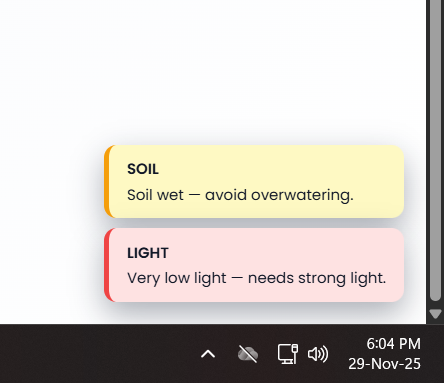 SOIL
Soil wet — avoid overwatering.
LIGHT
Very low light — needs strong light.
6:04 PM
29-Nov-25